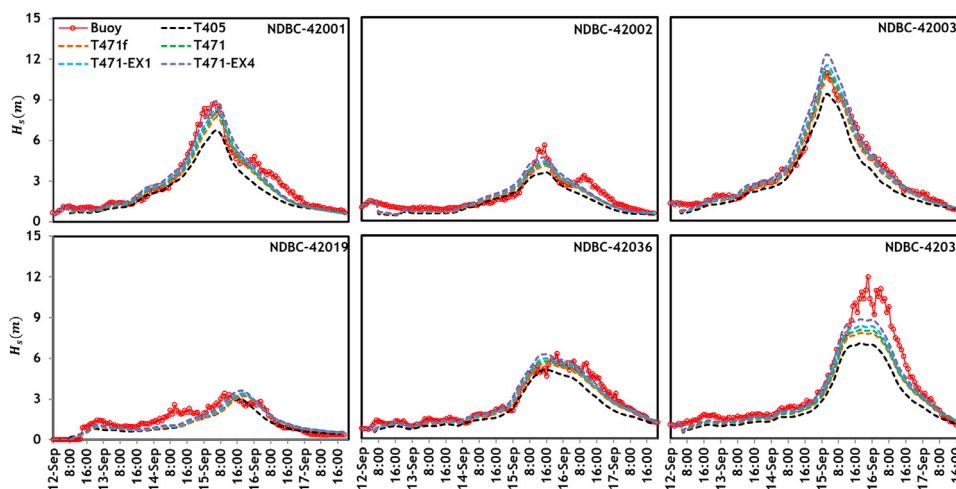 15
12
9
6
3
0
H_s(m)
Buoy
T405
T471f
T471
T471-EX1
T471-EX4
NDBC-42001
NDBC-42002
NDBC-42003
15
12
9
6
3
0
H_s(m)
NDBC-42019
NDBC-42036
NDBC-4203
12-Sep
8:00
16:00
13-Sep
8:00
16:00
14-Sep
8:00
16:00
15-Sep
8:00
16:00
16-Sep
8:00
16:00
17-Sep
8:00
16:00
12-Sep
8:00
16:00
13-Sep
8:00
16:00
14-Sep
8:00
16:00
15-Sep
8:00
16:00
16-Sep
8:00
16:00
17-Sep
8:00
16:00
12-Sep
8:00
16:00
13-Sep
8:00
16:00
14-Sep
8:00
16:00
15-Sep
8:00
16:00
16-Sep
8:00
16:00
17-Sep
8:00